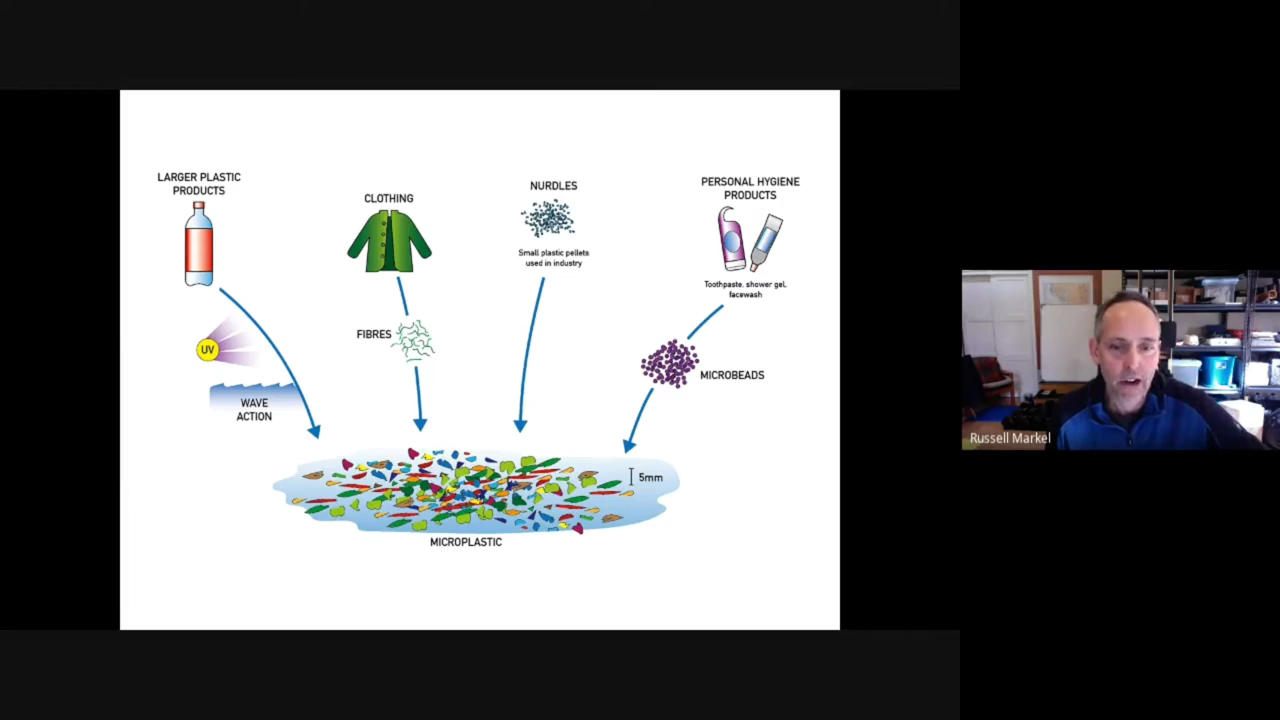 LARGER PLASTIC
PRODUCTS
CLOTHING
NURDLES
Small plastic pellets
used in industry
PERSONAL HYGIENE
PRODUCTS
Toothpaste, shower gel,
facewash
UV
WAVE
ACTION
FIBRES
MICROBEADS
5mm
MICROPLASTIC
Russell Markel